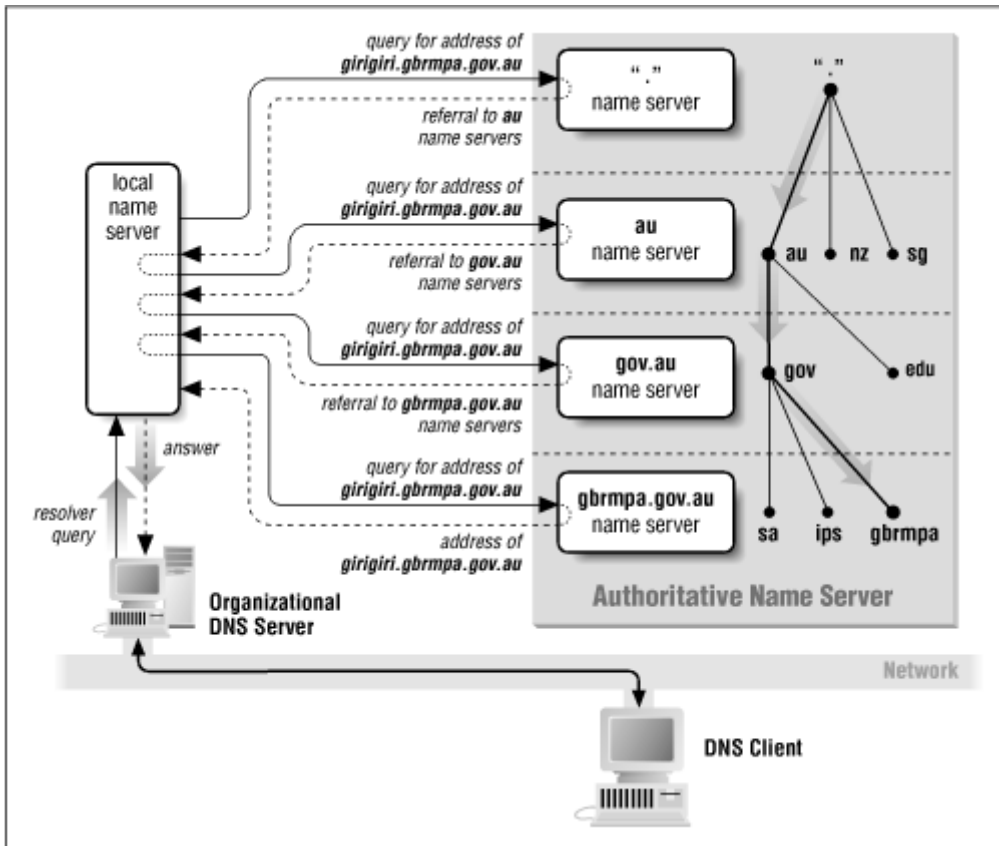 query for address of
girigiri.gbrmpa.gov.au
"."
name server
"."
referral to au
name servers
local
name
server
query for address of
girigiri.gbrmpa.gov.au
au
name server
au
nz
sg
referral to gov.au
name servers
query for address of
girigiri.gbrmpa.gov.au
gov.au
name server
gov
edu
referral to gbrmpa.gov.au
name servers
answer
query for address of
girigiri.gbrmpa.gov.au
gbrmpa.gov.au
name server
sa
ips
gbrmpa
resolver
query
address of
girigiri.gbrmpa.gov.au
Authoritative Name Server
Organizational
DNS Server
Network
DNS Client